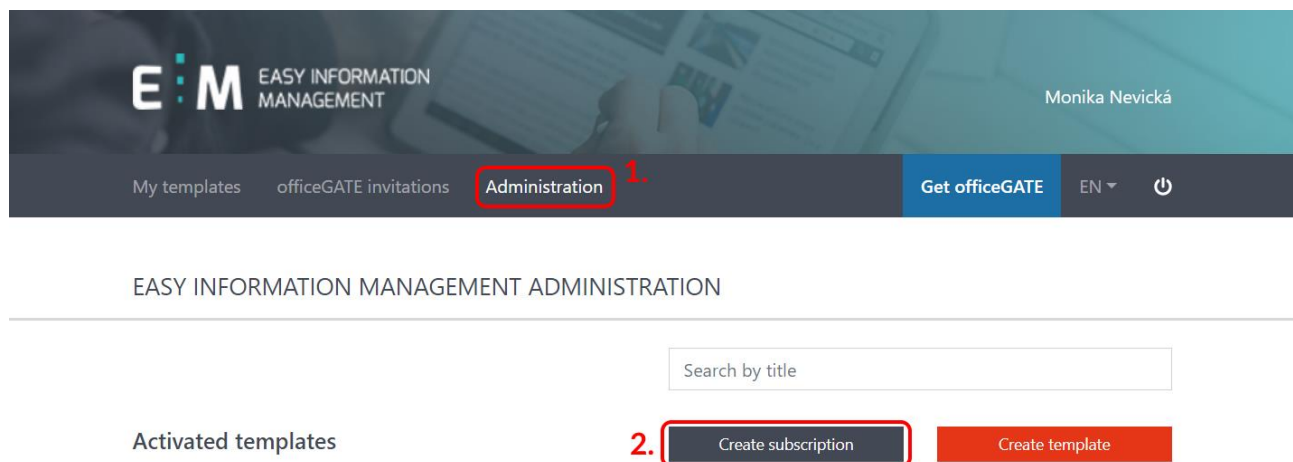 E M EASY INFORMATION
MANAGEMENT
Monika Nevická
My templates officeGATE invitations Administration 1. Get officeGATE EN
EASY INFORMATION MANAGEMENT ADMINISTRATION
Search by title
Activated templates 2. Create subscription Create template